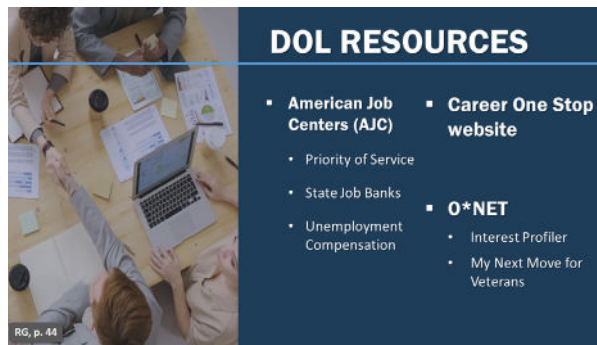 DOL RESOURCES
▪ American Job
Centers (AJC)
• Priority of Service
• State Job Banks
• Unemployment
Compensation
▪ Career One Stop
website
▪ O*NET
• Interest Profiler
• My Next Move for
Veterans
RG, p. 44